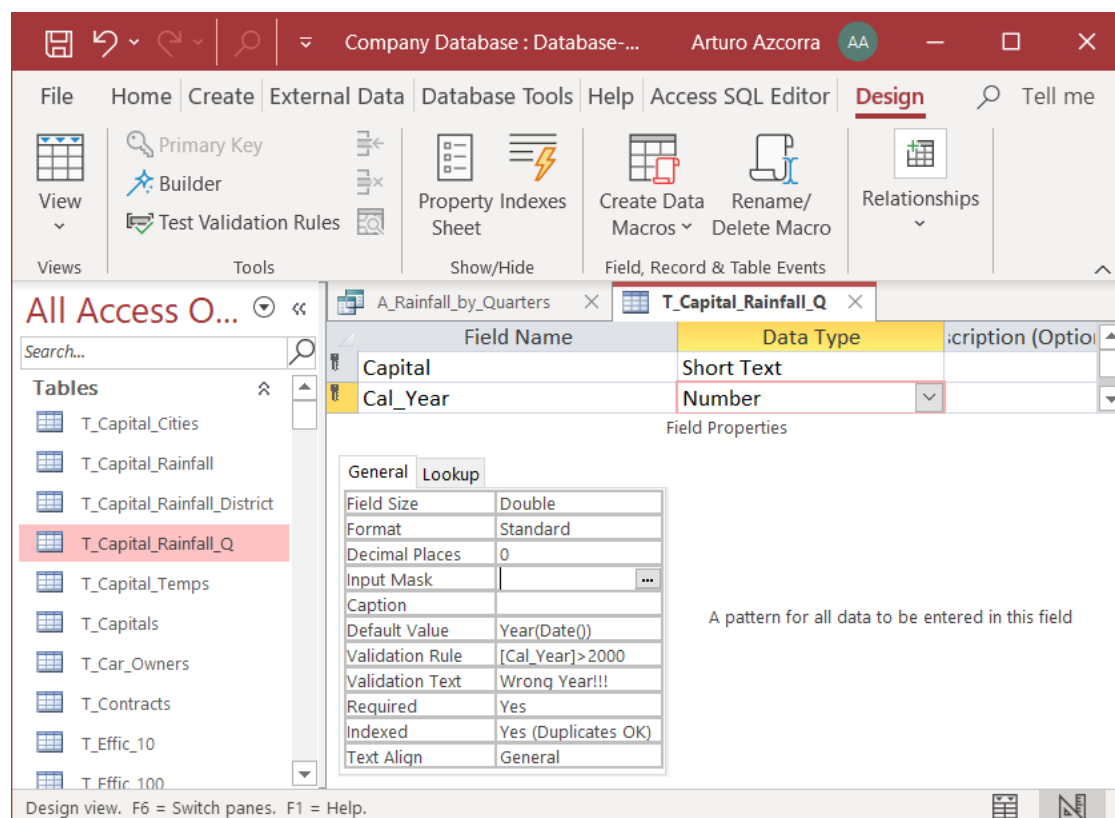 Company Database : Database-... Arturo Azcorra AA
File Home Create External Data Database Tools Help Access SQL Editor Design Tell me
View
Primary Key
Builder
Test Validation Rules
Property Sheet
Indexes
Create Data Macros
Rename/ Delete Macro
Relationships
Views Tools Show/Hide Field, Record & Table Events
All Access O...
Search...
Tables
T_Capital_Cities
T_Capital_Rainfall
T_Capital_Rainfall_District
T_Capital_Rainfall_Q
T_Capital_Temps
T_Capitals
T_Car_Owners
T_Contracts
T_Effic_10
T_Effic_100
A_Rainfall_by_Quarters T_Capital_Rainfall_Q
Field Name Data Type scription (Optio
Capital Short Text
Cal_Year Number
Field Properties
General Lookup
Field Size Double
Format Standard
Decimal Places 0
Input Mask ...
Caption
Default Value Year(Date())
Validation Rule [Cal_Year]>2000
Validation Text Wrong Year!!!
Required Yes
Indexed Yes (Duplicates OK)
Text Align General
A pattern for all data to be entered in this field
Design view. F6 = Switch panes. F1 = Help.